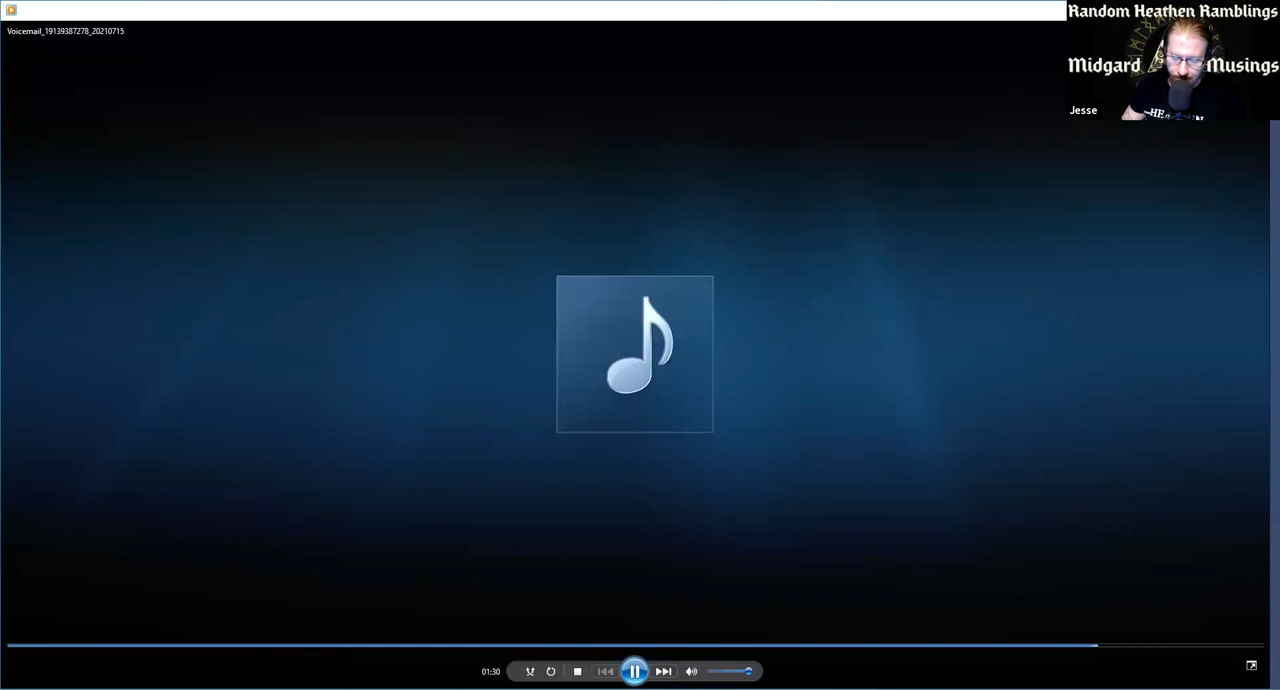 Voicemail_19139387278_20210715
Random Heathen Ramblings
Midgard Musings
Jesse
01:30